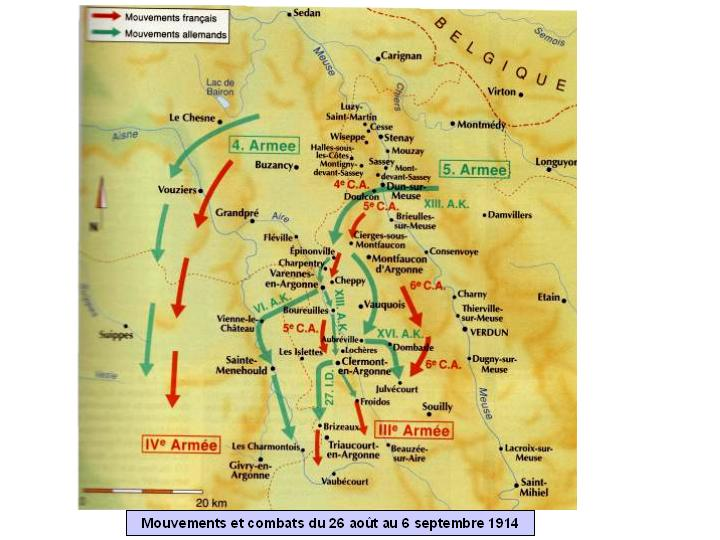 Mouvements français
Mouvements allemands
Sedan
BELGIQUE
Semois
Meuse
Carignan
Chiers
Virton
Lac de
Bairon
Luzy-
Saint-Martin
Cesse
Le Chesne
Montmédy
Aisne
Wiseppe
Stenay
4. Armee
Halles-sous-
les-Côtes
Mouzay
Buzancy
Montigny-
devant-Sassey
Sassey
Mont-
devant-Sassey
5. Armee
Longuyon
4e C.A.
Dun-sur-
Meuse
Vouziers
Doulcon
XIII. A.K.
5e C.A.
Grandpré
Aire
Brieulles-
sur-Meuse
Damvillers
N
Fléville
Cierges-sous-
Montfaucon
Épinonville
Consenvoye
Charpentry
Montfaucon
d'Argonne
Varennes-
en-Argonne
Cheppy
6e C.A.
Charny
Etain
VI. A.K.
XIII. A.K.
Vauquois
Boureuilles
Thierville-
sur-Meuse
Vienne-le-
Château
5e C.A.
XVI. A.K.
VERDUN
Suippes
Suippes
Aubréville
Dombasle
Les Islettes
Lochères
Sainte-
Menehould
Clermont-
en-Argonne
6e C.A.
Dugny-sur-
Meuse
27. I.D.
Julvécourt
Froidos
Souilly
Meuse
Brizeaux
IIIe Armée
IVe Armée
Les Charmontois
Triaucourt-
en-Argonne
Beauzée-
sur-Aire
Lacroix-sur-
Meuse
Givry-en-
Argonne
Vaubécourt
Saint-
Mihiel
20 km
Mouvements et combats du 26 août au 6 septembre 1914